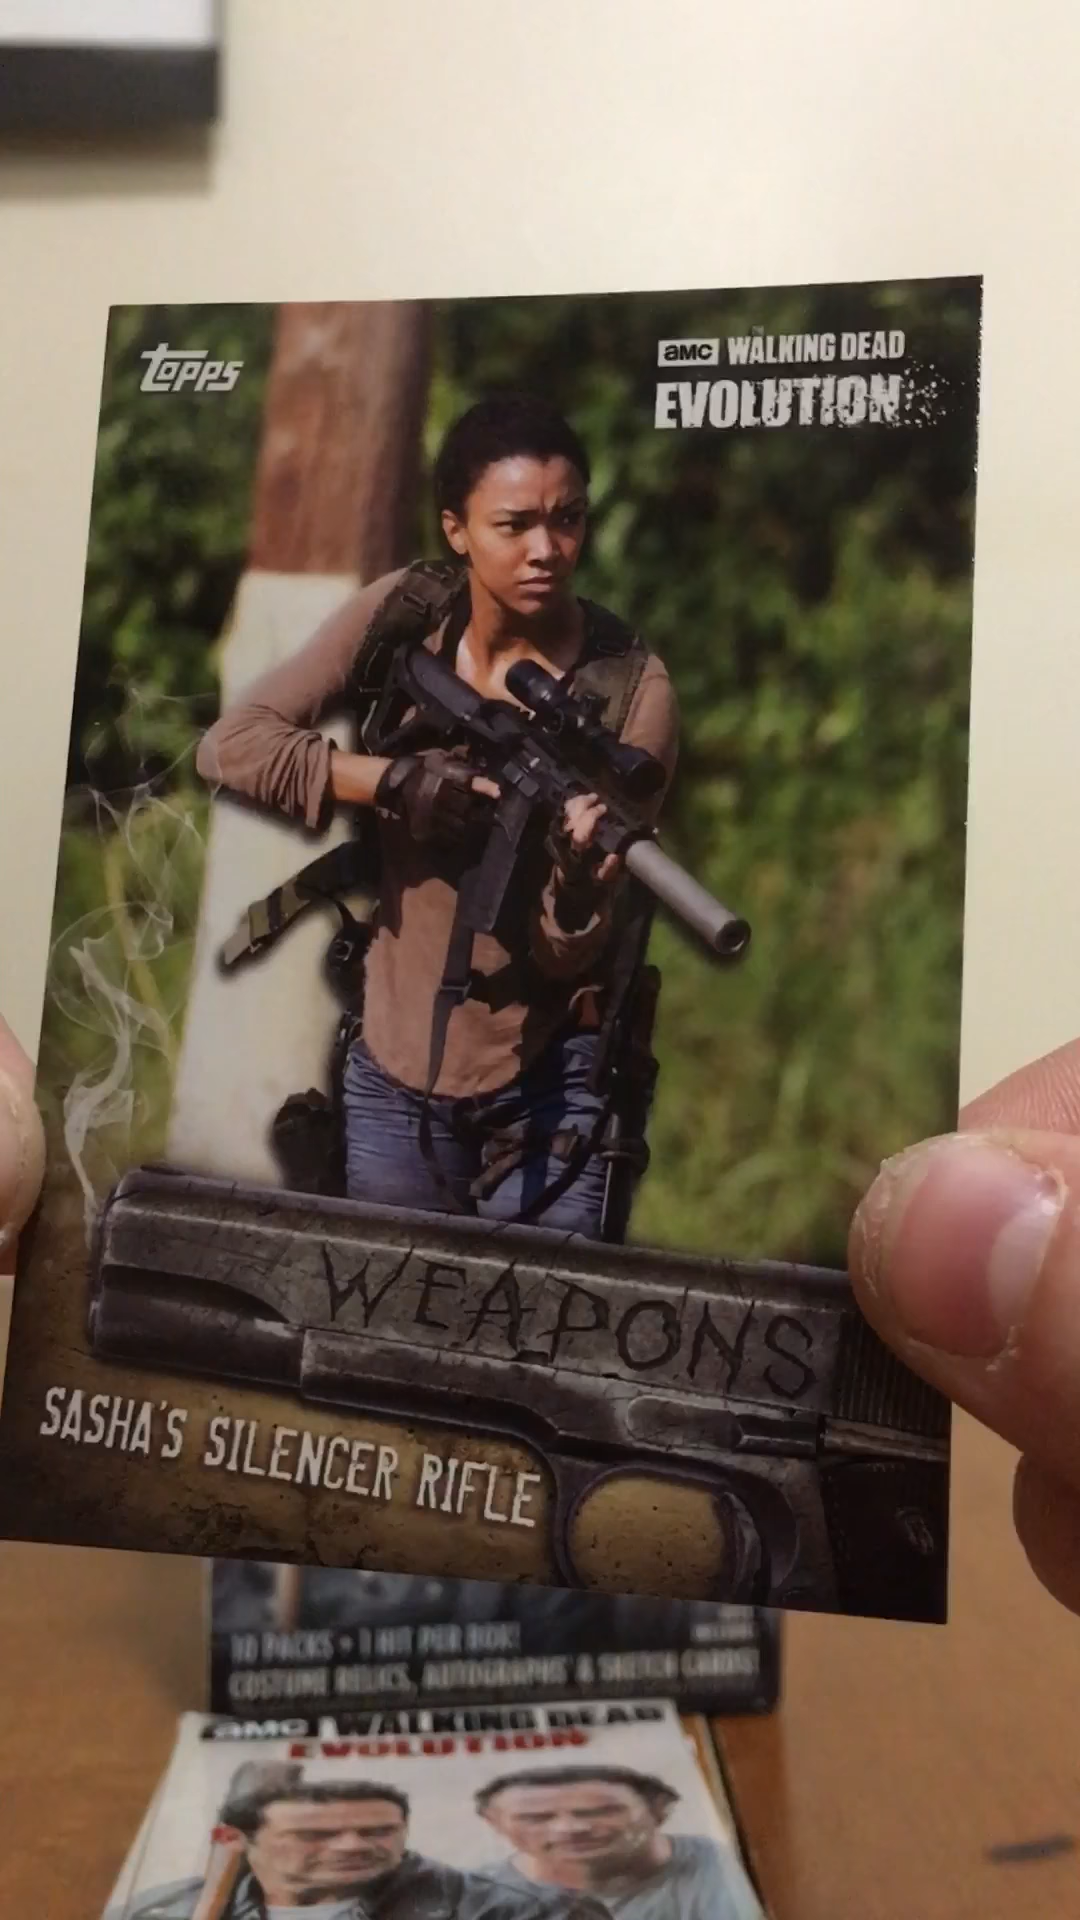 topps
amc THE WALKING DEAD
EVOLUTION
WEAPONS
SASHA'S SILENCER RIFLE
10 PACKS • 1 HIT PER BOX!
COSTUME RELICS, AUTOGRAPHS & SKETCH CARDS!
amc WALKING DEAD
EVOLUTION